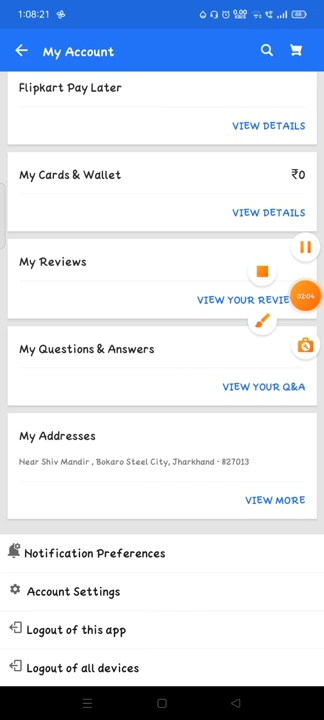 1:08:21
0.00
My Account
Flipkart Pay Later
VIEW DETAILS
My Cards & Wallet ₹0
VIEW DETAILS
My Reviews
VIEW YOUR REVIE
02:04
My Questions & Answers
VIEW YOUR Q&A
My Addresses
Near Shiv Mandir , Bokaro Steel City, Jharkhand - 827013
VIEW MORE
Notification Preferences
Account Settings
Logout of this app
Logout of all devices